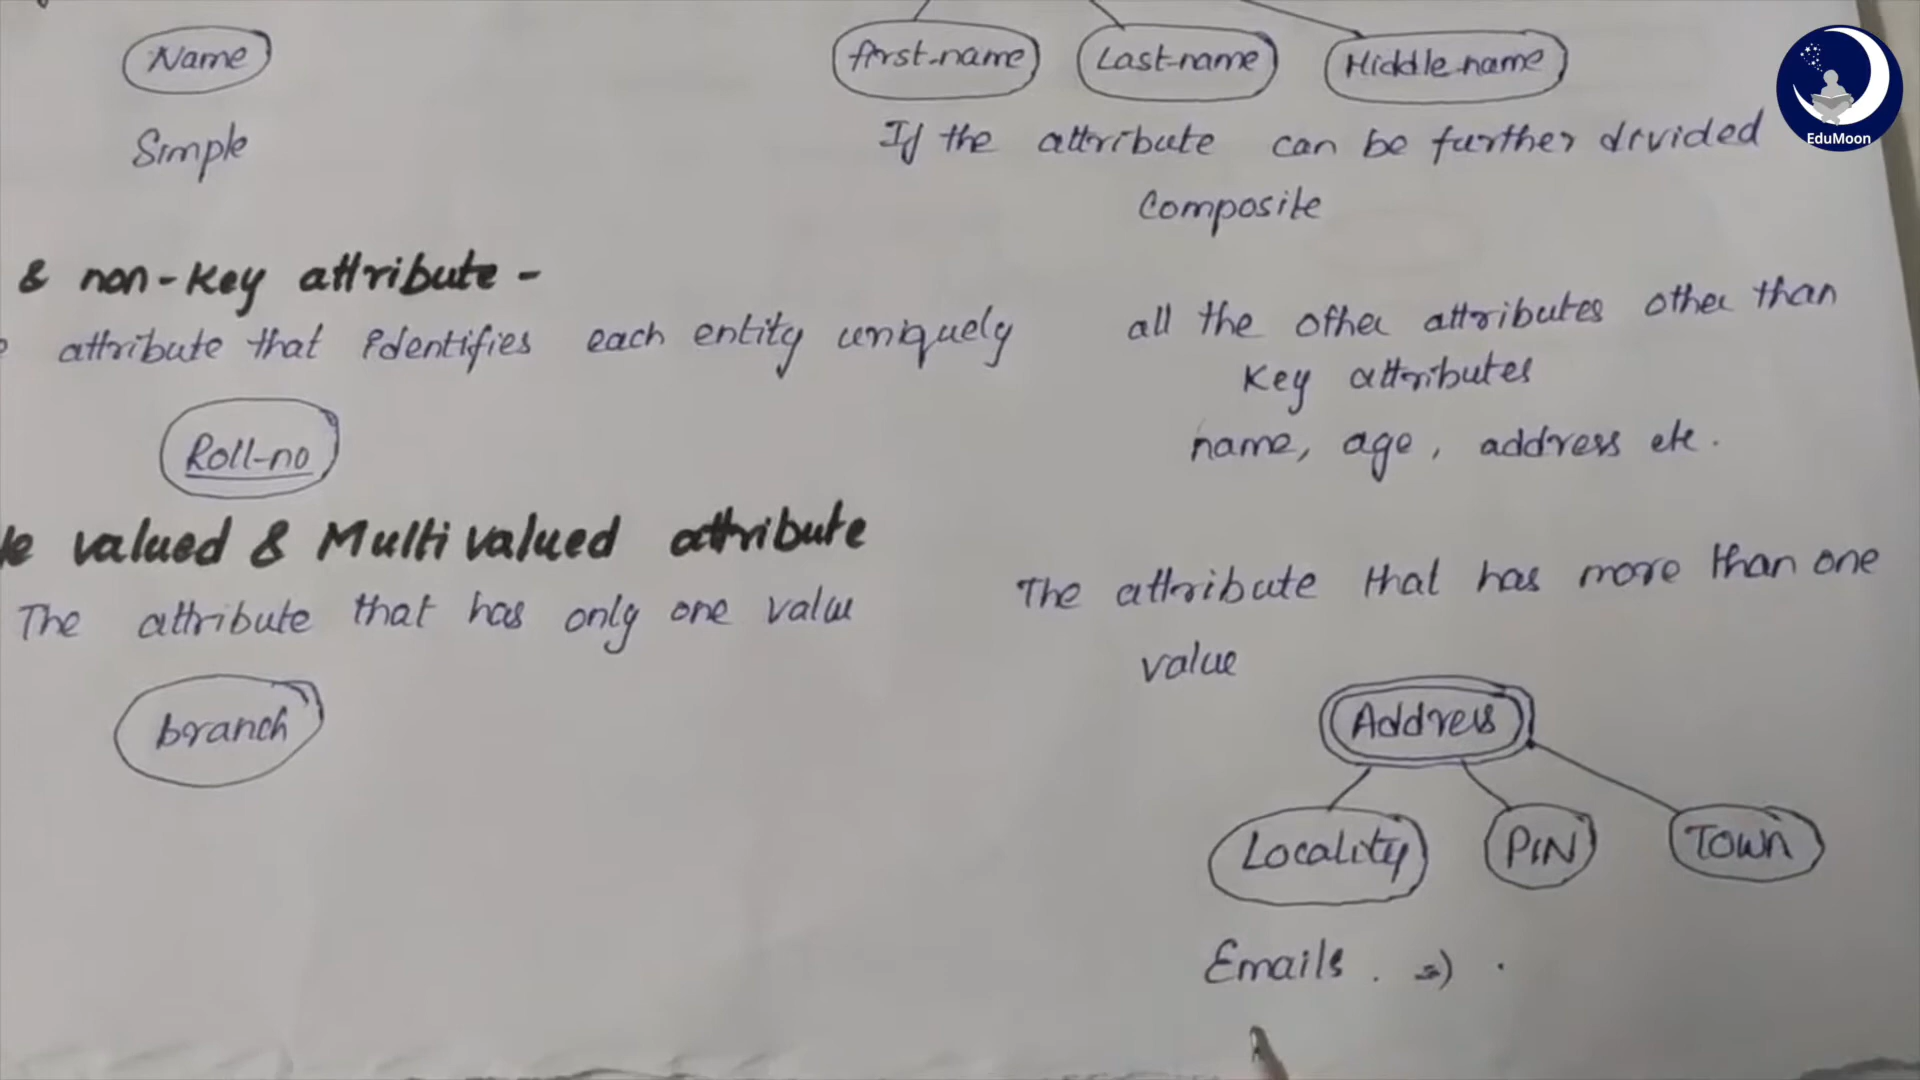 Name
first-name Last-name Middle-name
Simple
If the attribute can be further divided
Composite
& non-key attribute -
attribute that identifies each entity uniquely
all the other attributes other than
key attributes
name, age, address etc.
Roll-no
valued & Multi valued attribute
The attribute that has only one value
The attribute that has more than one
value
branch
Address
Locality PIN Town
Emails.
EduMoon